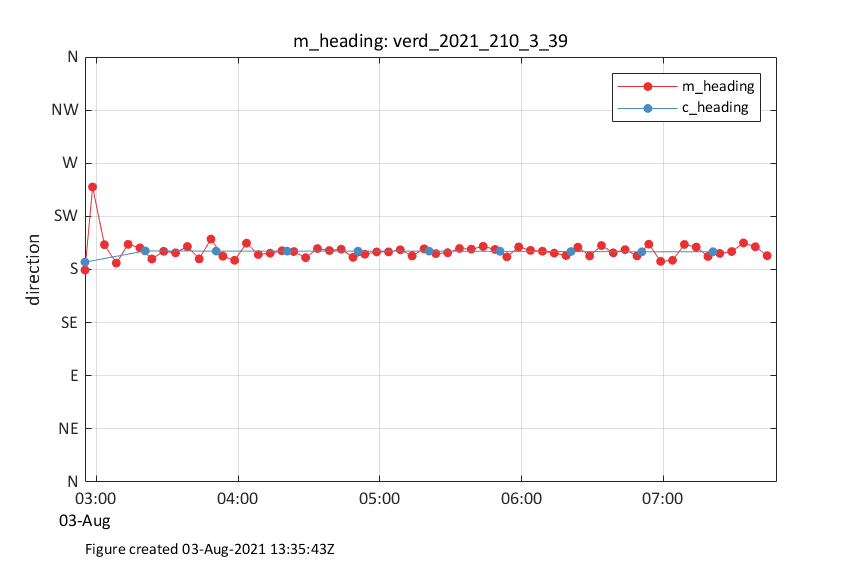 m_heading: verd_2021_210_3_39
N
NW
W
SW
S
SE
E
NE
N
direction
m_heading
c_heading
03:00
04:00
05:00
06:00
07:00
03-Aug
Figure created 03-Aug-2021 13:35:43Z